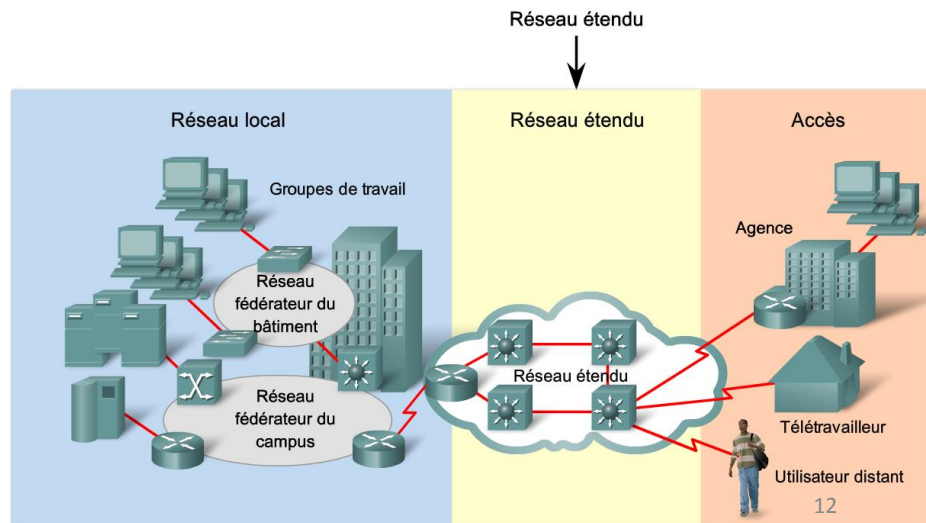 Réseau étendu
Réseau local
Réseau étendu
Accès
Groupes de travail
Agence
Réseau
fédérateur du
bâtiment
Réseau étendu
Réseau
fédérateur du
campus
Télétravailleur
Utilisateur distant
12